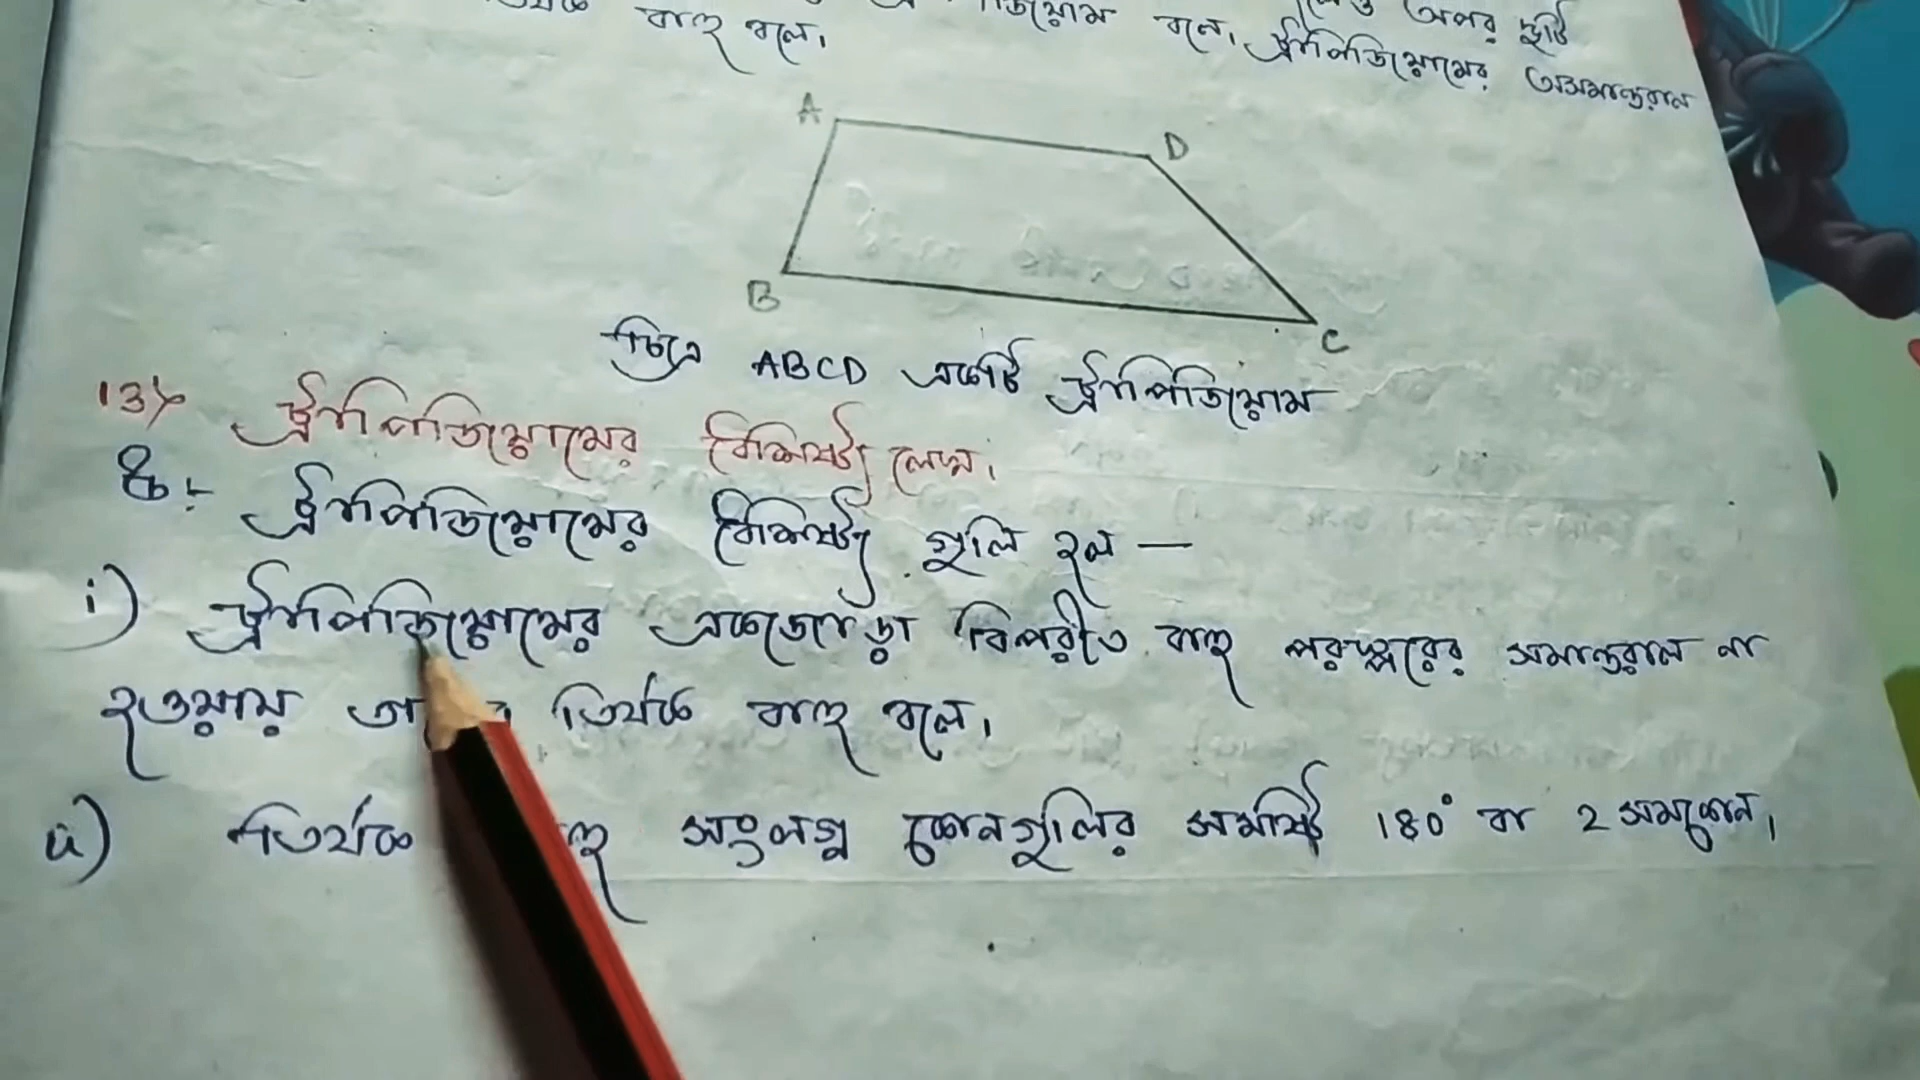 বাহু বলে।
বলে। ট্রাপিজিয়ামের অসমান্তরাল
অপর দুটি
A
D
B
C
চিত্রে ABCD একটি ট্রাপিজিয়াম
13) ট্রাপিজিয়ামের বৈশিষ্ট্য লেখ।
উঃ- ট্রাপিজিয়ামের বৈশিষ্ট্য গুলি হল —
i) ট্রাপিজিয়ামের একজোড়া বিপরীত বাহু পরস্পরের সমান্তরাল না
হওয়ায় তির্যক বাহু বলে।
ii) তির্যক সংলগ্ন কোনগুলির সমষ্টি 180° বা 2 সমকোন।